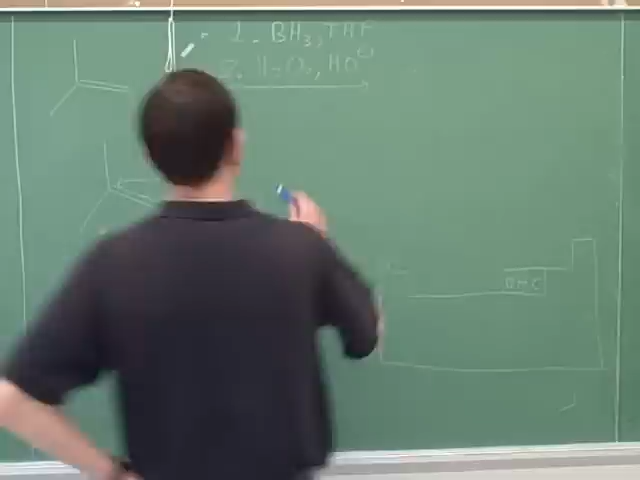 1. BH₃, THF
2. H₂O₂, HO⊖